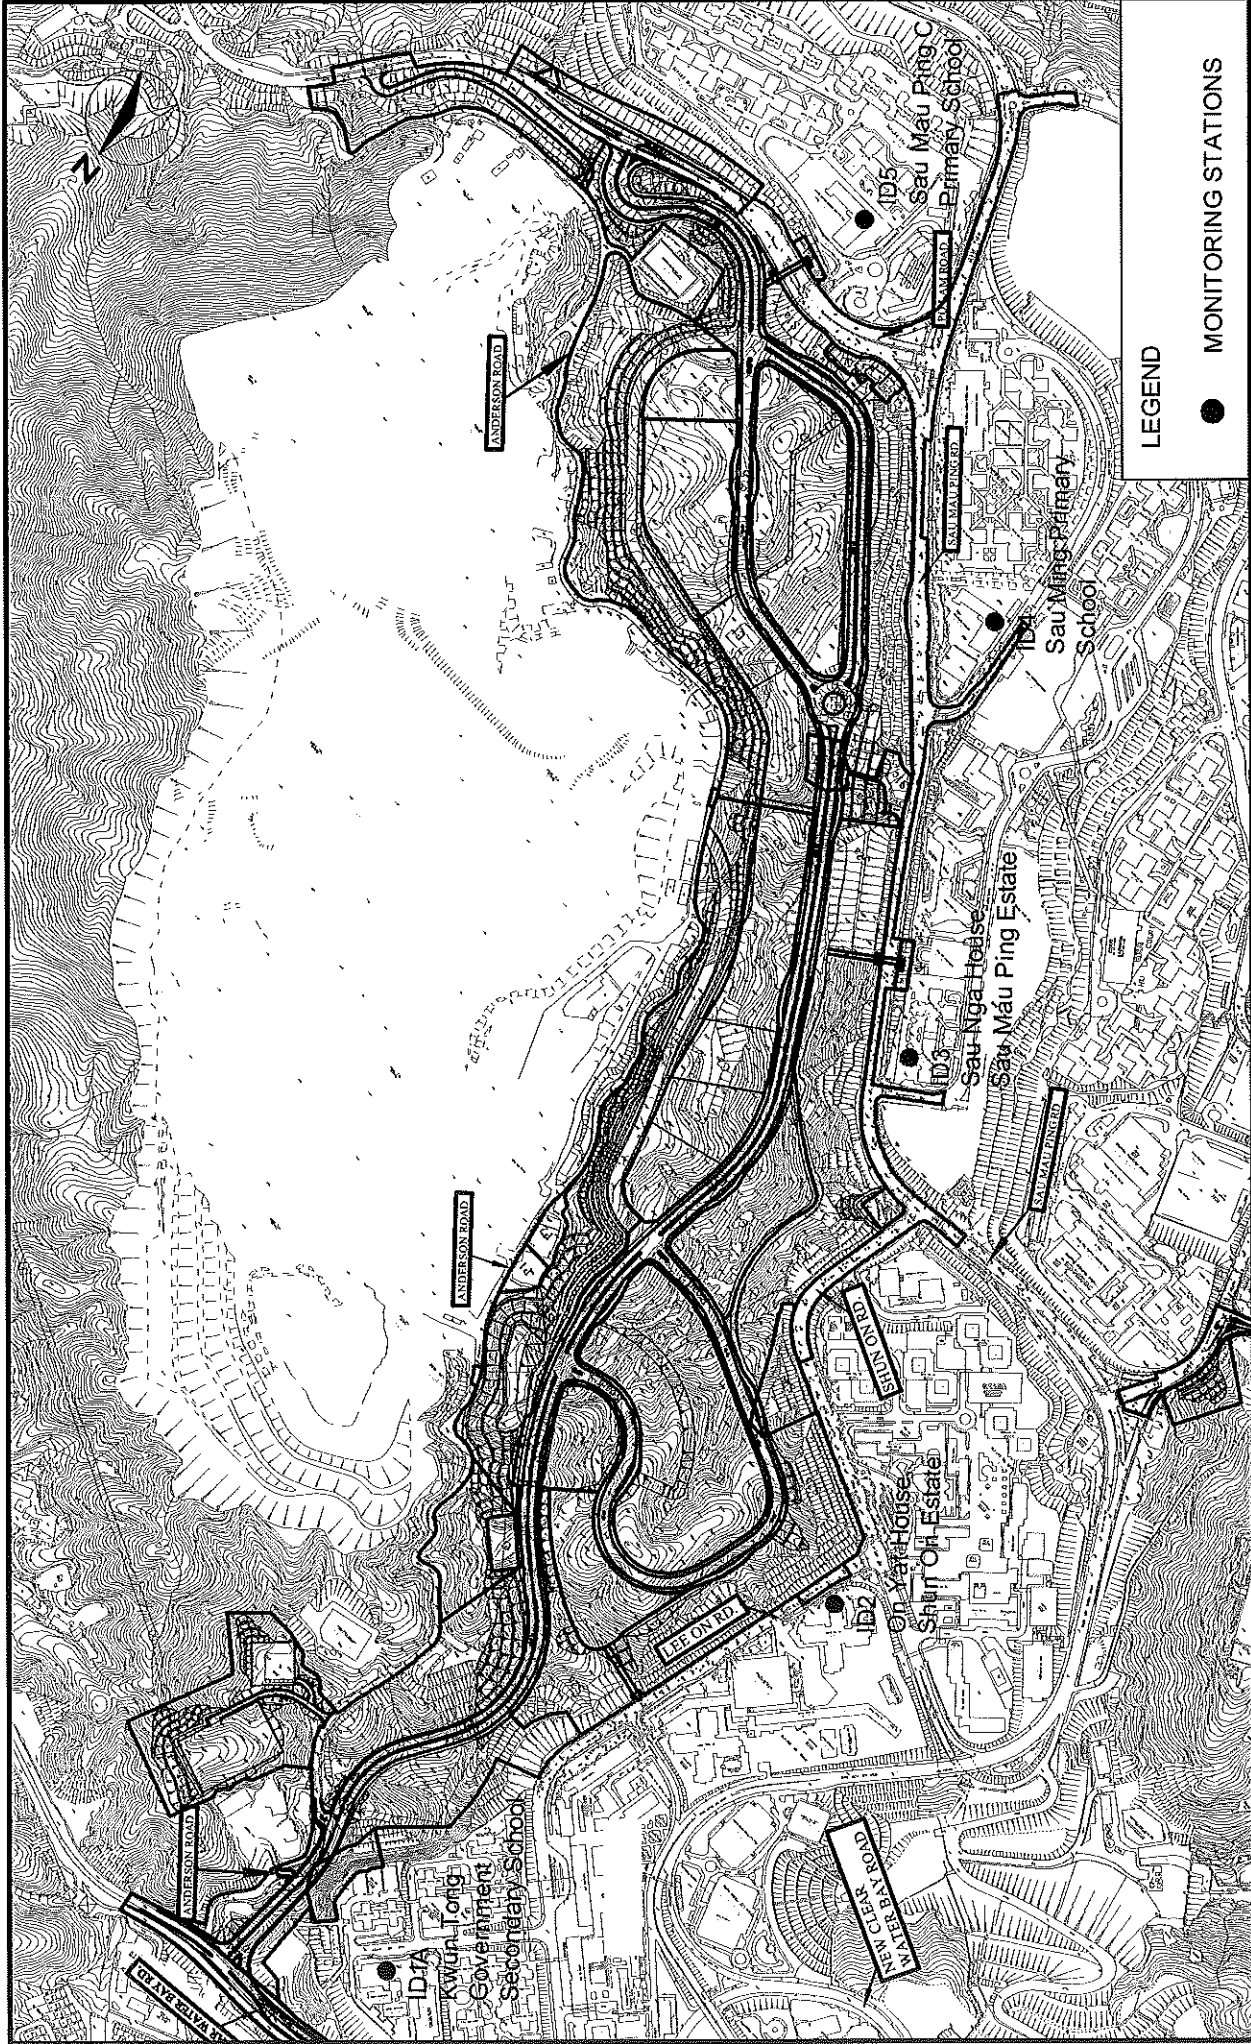 N
CLEAR WATER BAY RD
ANDERSON ROAD
ID1A
Kwun Tong
Government
Secondary School
ANDERSON ROAD
ANDERSON ROAD
LEE ON RD
ID2
On Yat House
Shun On Estate
NEW CLEAR
WATER BAY ROAD
SHUN ON RD
SAU MAU PING RD
ID3
Sau Nga House
Sau Mau Ping Estate
ID4
Sau Ming Primary
School
SAU MAU PING RD
ID5
Sau Mau Ping C
Primary School
ROAD
LEGEND
MONITORING STATIONS